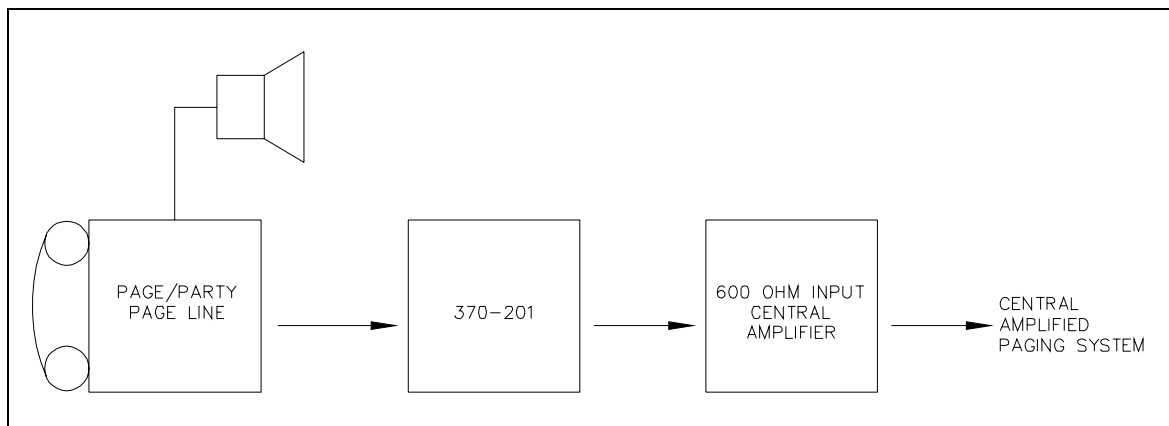 PAGE/PARTY
PAGE LINE
370-201
600 OHM INPUT
CENTRAL
AMPLIFIER
CENTRAL
AMPLIFIED
PAGING SYSTEM